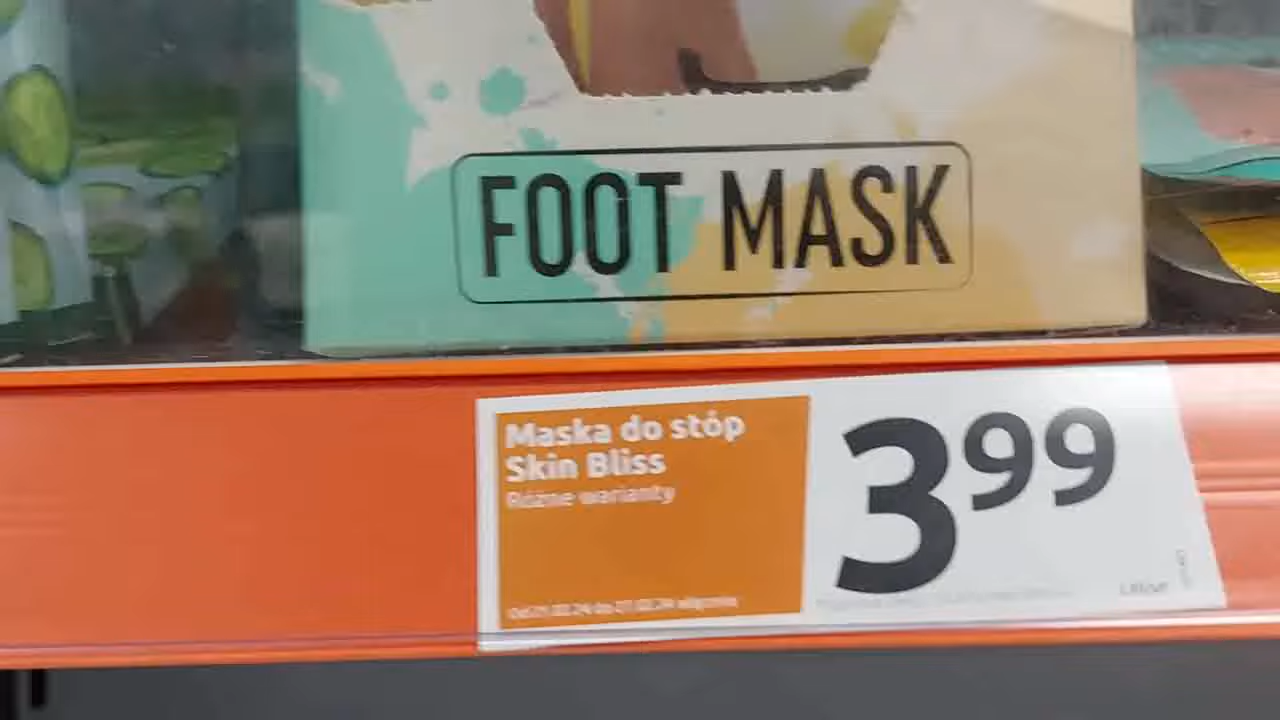 FOOT MASK
Maska do stóp
Skin Bliss
Różne warianty
3 99